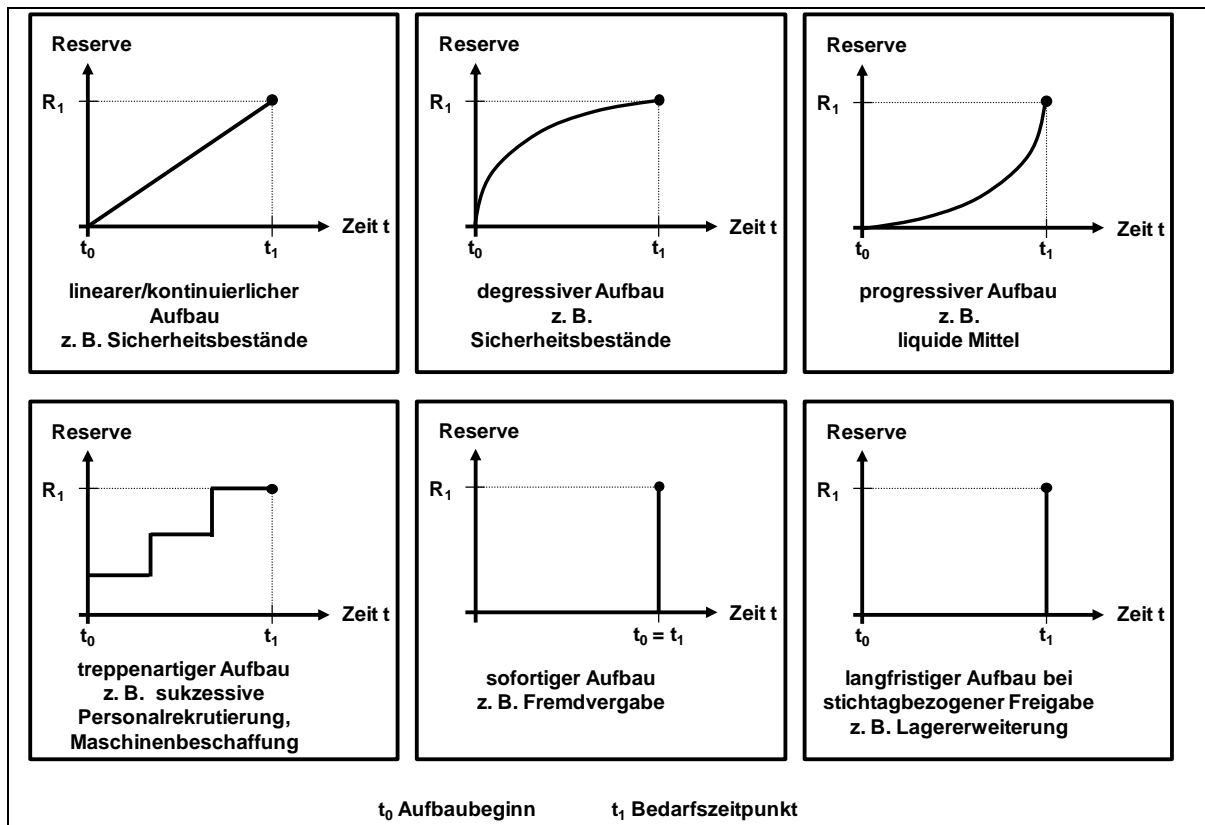 Reserve
R1
Zeit t
t0
t1
linearer/kontinuierlicher
Aufbau
z. B. Sicherheitsbestände
Reserve
R1
Zeit t
t0
t1
degressiver Aufbau
z. B.
Sicherheitsbestände
Reserve
R1
Zeit t
t0
t1
progressiver Aufbau
z. B.
liquide Mittel
Reserve
R1
Zeit t
t0
t1
treppenartiger Aufbau
z. B. sukzessive
Personalrekrutierung,
Maschinenbeschaffung
Reserve
R1
Zeit t
t0 = t1
sofortiger Aufbau
z. B. Fremdvergabe
Reserve
R1
Zeit t
t0
t1
langfristiger Aufbau bei
stichtagbezogener Freigabe
z. B. Lagererweiterung
t0 Aufbaubeginn
t1 Bedarfszeitpunkt